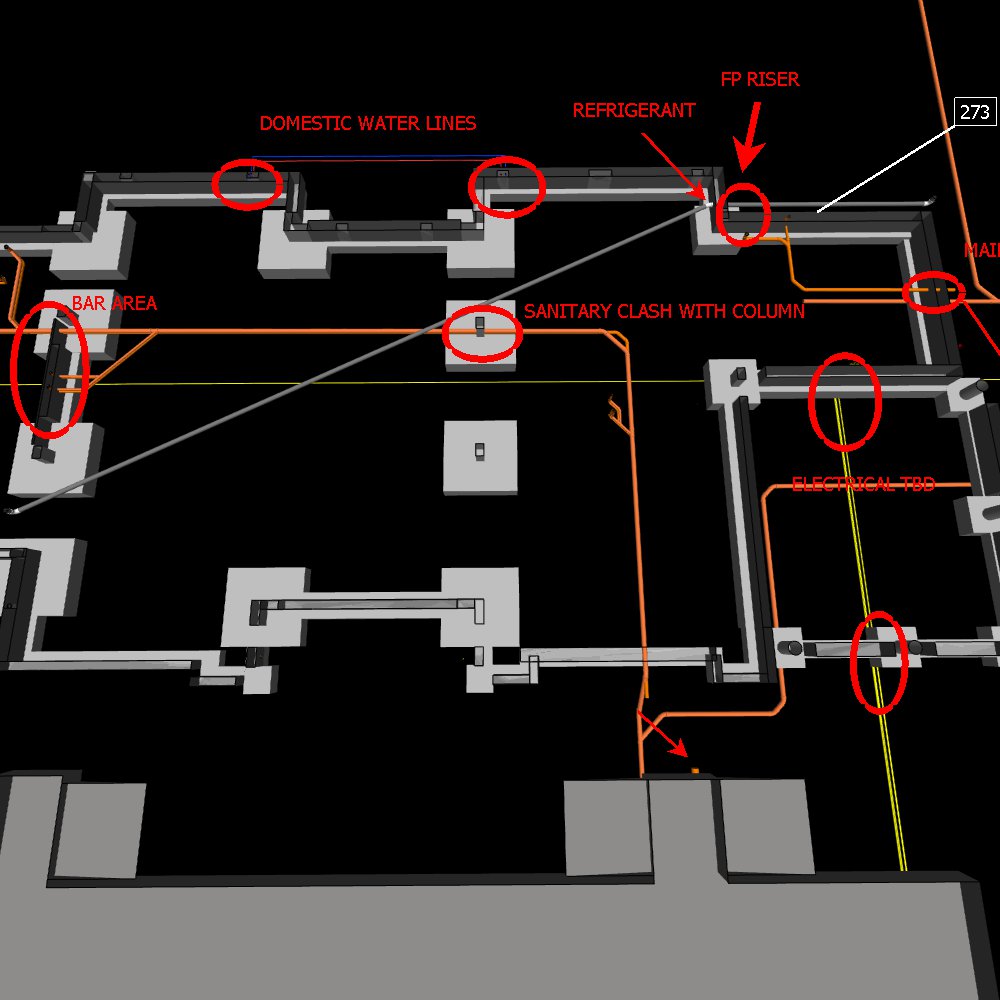 FP RISER
REFRIGERANT
273
DOMESTIC WATER LINES
MAI
BAR AREA
SANITARY CLASH WITH COLUMN
ELECTRICAL TBD